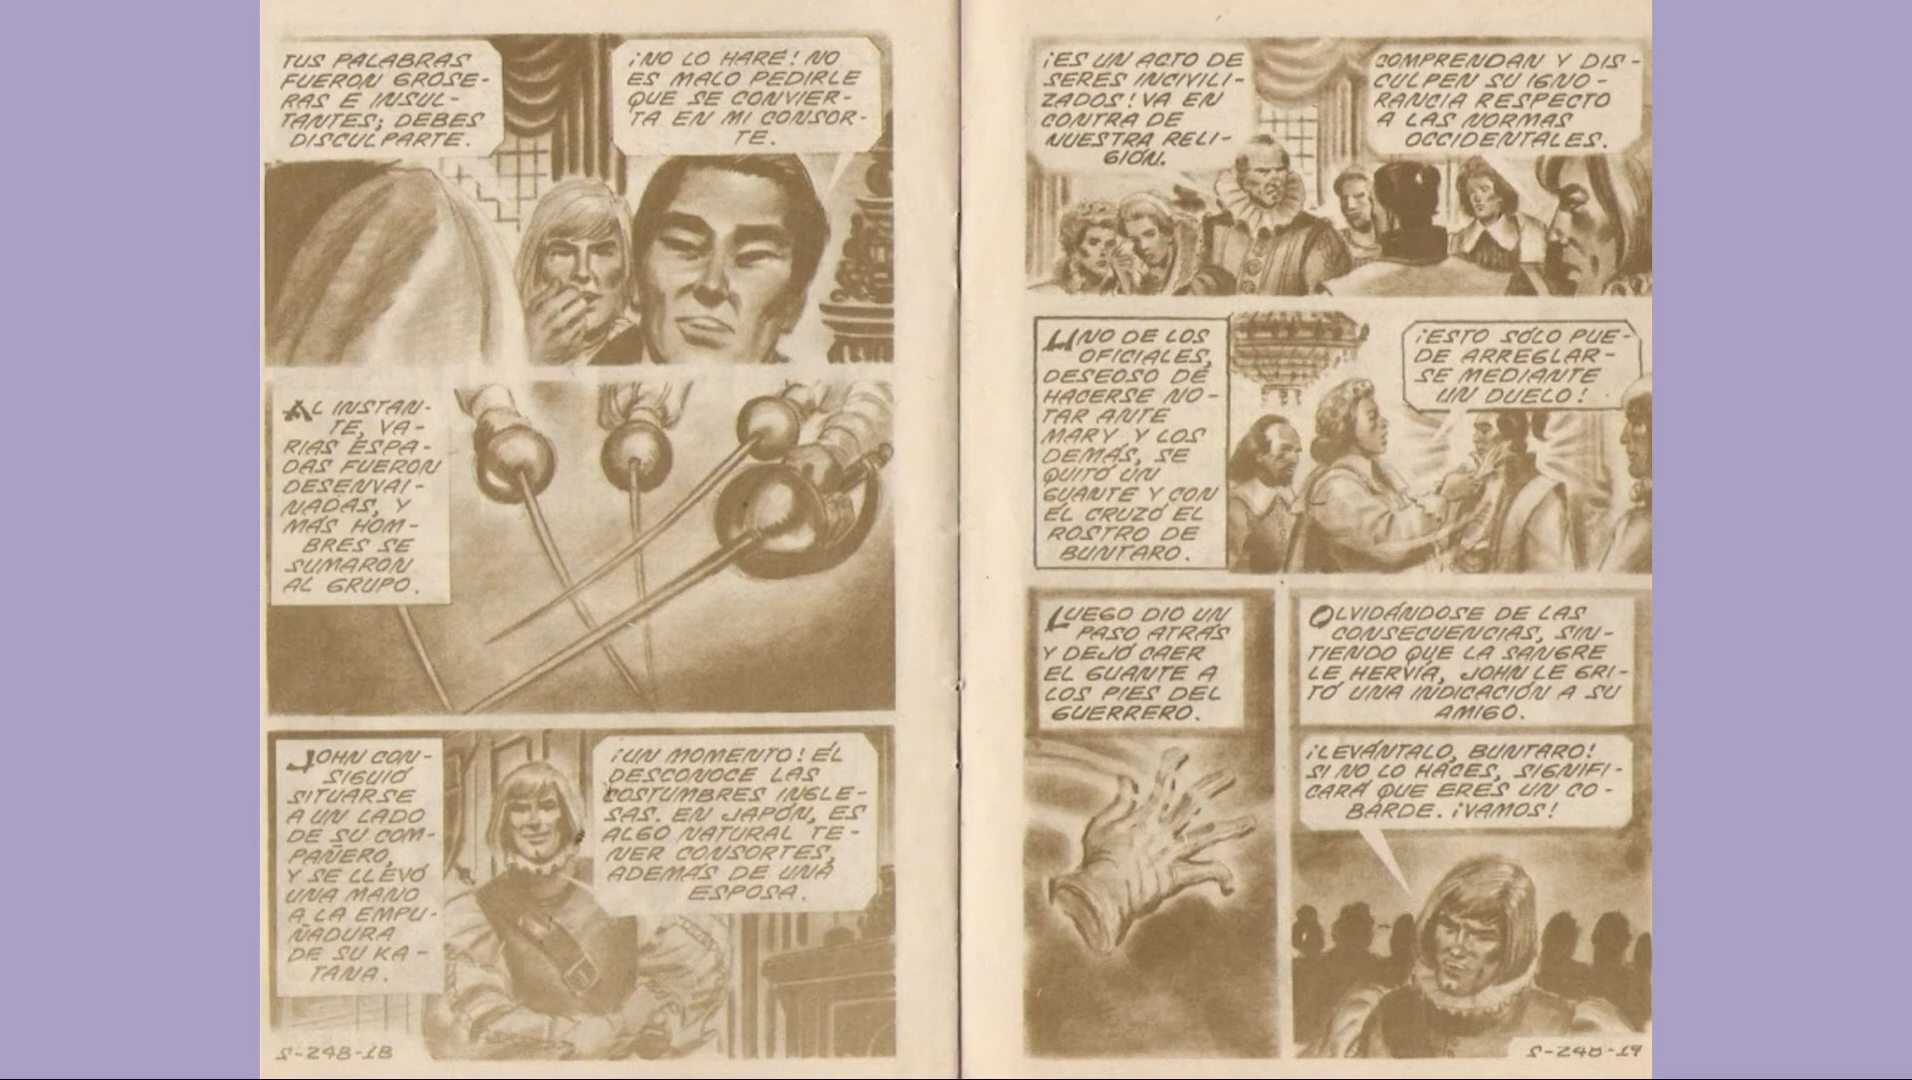 TUS PALABRAS
FUERON GROSE-
RAS E INSUL-
TANTES; DEBES
DISCULPARTE.
¡NO LO HARÉ! NO
ES MALO PEDIRLE
QUE SE CONVIER-
TA EN MI CONSOR-
TE.
AL INSTAN-
TE, VA-
RIAS ESPA-
DAS FUERON
DESENVAI-
NADAS, Y
MÁS HOM-
BRES SE
SUMARON
AL GRUPO.
JOHN CON-
SIGUIÓ
SITUARSE
A UN LADO
DE SU COM-
PAÑERO,
Y SE LLEVÓ
UNA MANO
A LA EMPU-
ÑADURA
DE SU KA-
TANA.
¡UN MOMENTO! ÉL
DESCONOCE LAS
COSTUMBRES INGLE-
SAS. EN JAPÓN, ES
ALGO NATURAL TE-
NER CONSORTES,
ADEMÁS DE UNA
ESPOSA.
S-248-18
¡ES UN ACTO DE
SERES INCIVILI-
ZADOS! VA EN
CONTRA DE
NUESTRA RELI-
GIÓN.
COMPRENDAN Y DIS-
CULPEN SU IGNO-
RANCIA RESPECTO
A LAS NORMAS
OCCIDENTALES.
UNO DE LOS
OFICIALES,
DESEOSO DE
HACERSE NO-
TAR ANTE
MARY Y LOS
DEMÁS, SE
QUITÓ UN
GUANTE Y CON
ÉL CRUZÓ EL
ROSTRO DE
BUNTARO.
¡ESTO SÓLO PUE-
DE ARREGLAR-
SE MEDIANTE
UN DUELO!
LUEGO DIO UN
PASO ATRÁS
Y DEJÓ CAER
EL GUANTE A
LOS PIES DEL
GUERRERO.
OLVIDÁNDOSE DE LAS
CONSECUENCIAS, SIN-
TIENDO QUE LA SANGRE
LE HERVÍA, JOHN LE GRI-
TÓ UNA INDICACIÓN A SU
AMIGO.
¡LEVÁNTALO, BUNTARO!
SI NO LO HACES, SIGNIFI-
CARÁ QUE ERES UN CO-
BARDE. ¡VAMOS!
S-248-19